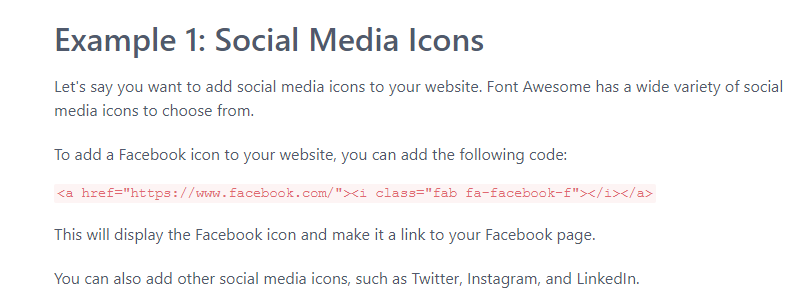 Example 1: Social Media Icons
Let's say you want to add social media icons to your website. Font Awesome has a wide variety of social
media icons to choose from.
To add a Facebook icon to your website, you can add the following code:
<a href="https://www.facebook.com/"><i class="fab fa-facebook-f"></i></a>
This will display the Facebook icon and make it a link to your Facebook page.
You can also add other social media icons, such as Twitter, Instagram, and LinkedIn.